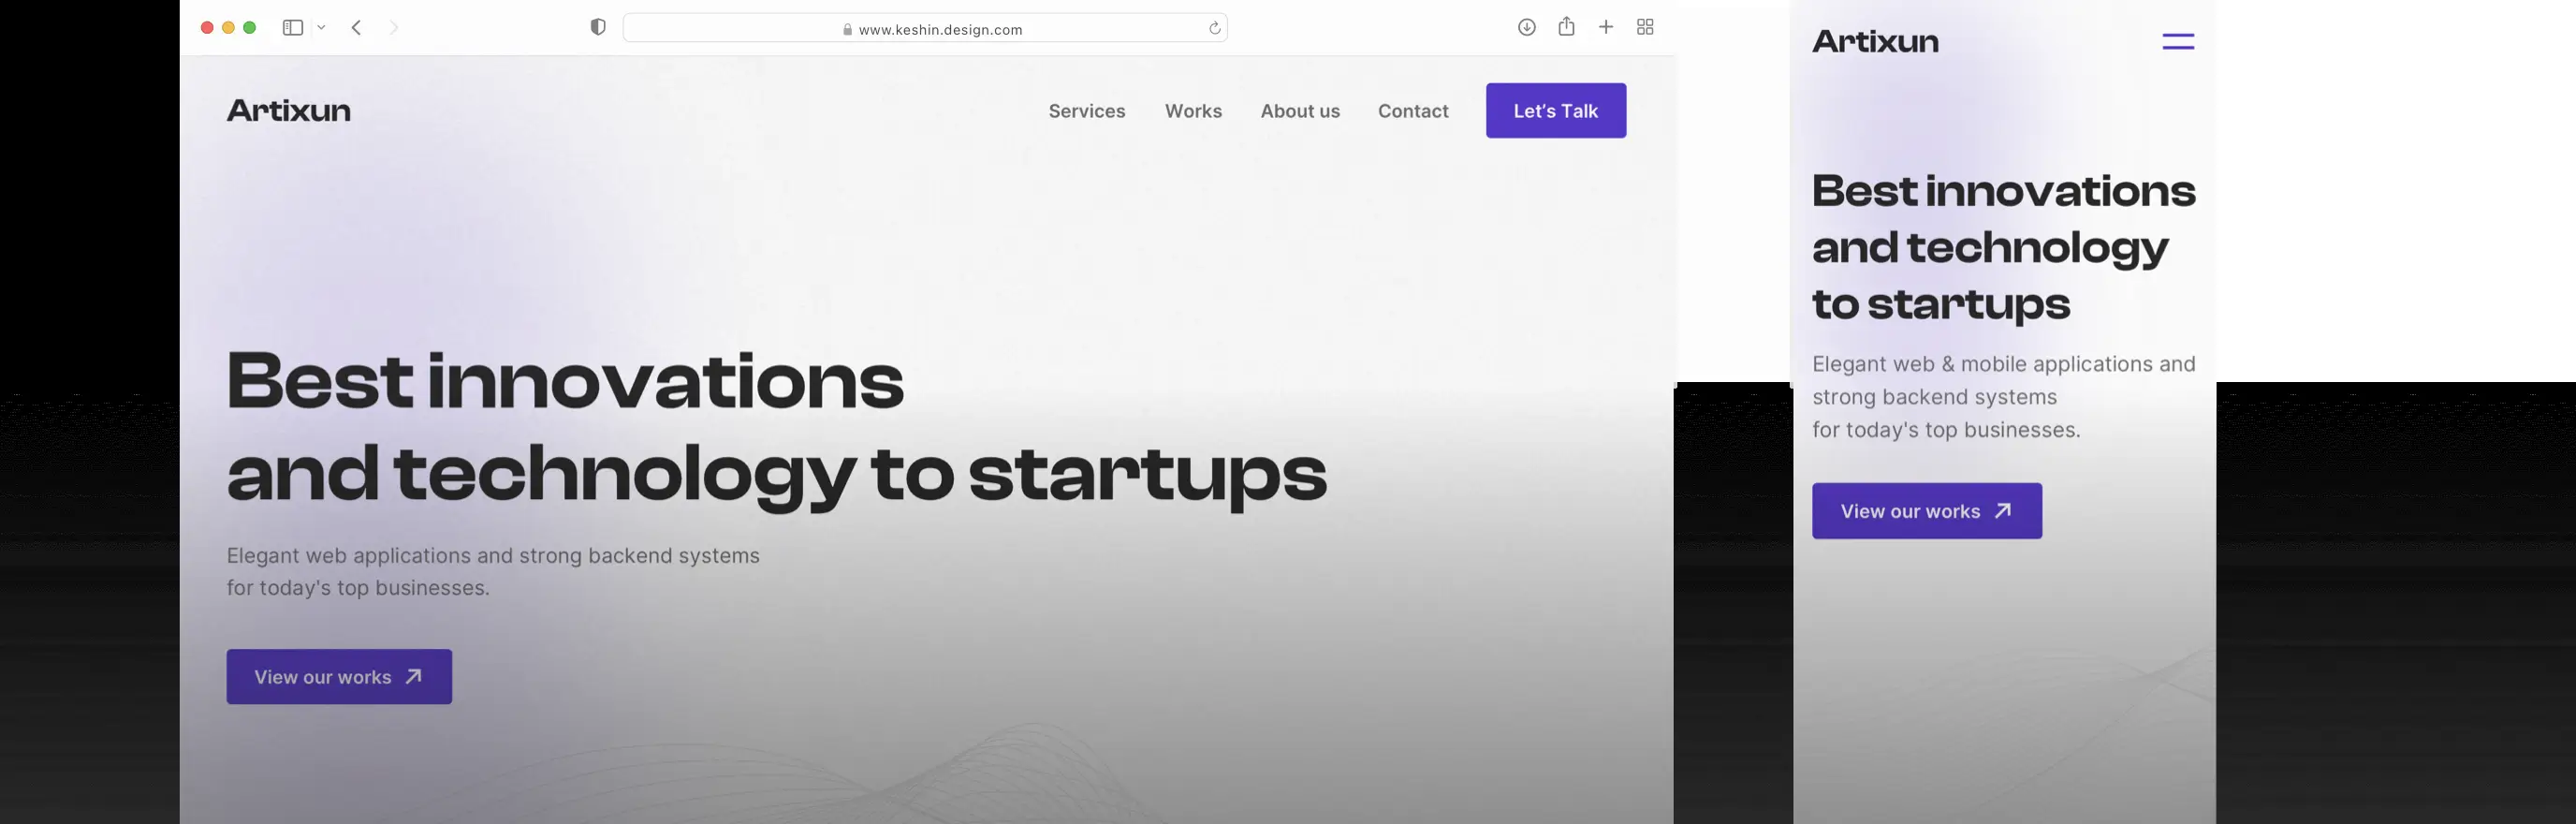 www.keshin.design.com
Artixun
Services
Works
About us
Contact
Let's Talk
Best innovations
and technology to startups
Elegant web applications and strong backend systems
for today's top businesses.
View our works
Artixun
Best innovations
and technology
to startups
Elegant web & mobile applications and
strong backend systems
for today's top businesses.
View our works